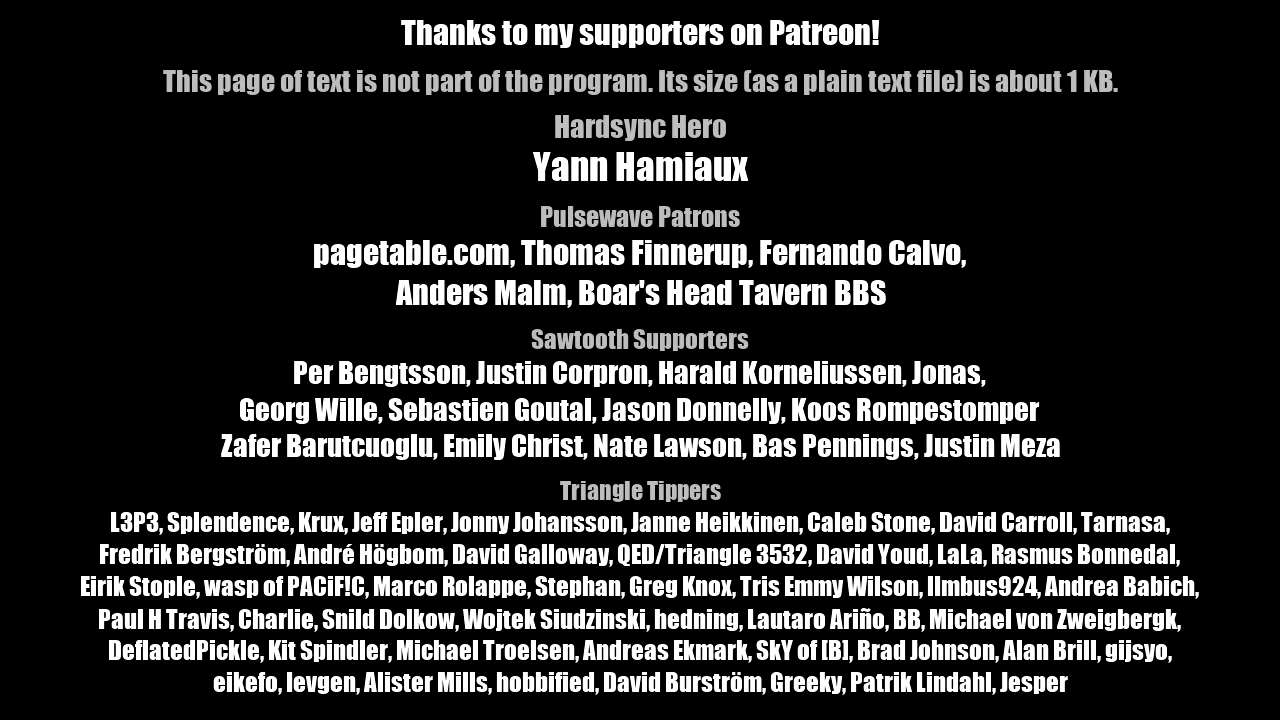 Thanks to my supporters on Patreon!
This page of text is not part of the program. Its size (as a plain text file) is about 1 KB.
Hardsync Hero
Yann Hamiaux
Pulsewave Patrons
pagetable.com, Thomas Finnerup, Fernando Calvo,
Anders Malm, Boar's Head Tavern BBS
Sawtooth Supporters
Per Bengtsson, Justin Corpron, Harald Korneliussen, Jonas,
Georg Wille, Sebastien Goutal, Jason Donnelly, Koos Rompestomper
Zafer Barutcuoglu, Emily Christ, Nate Lawson, Bas Pennings, Justin Meza
Triangle Tippers
L3P3, Splendence, Krux, Jeff Epler, Jonny Johansson, Janne Heikkinen, Caleb Stone, David Carroll, Tarnasa,
Fredrik Bergström, André Högbom, David Galloway, QED/Triangle 3532, David Youd, LaLa, Rasmus Bonnedal,
Eirik Stople, wasp of PACiF!C, Marco Rolappe, Stephan, Greg Knox, Tris Emmy Wilson, Ilmbus924, Andrea Babich,
Paul H Travis, Charlie, Snild Dolkow, Wojtek Siudzinski, hedning, Lautaro Ariño, BB, Michael von Zweigbergk,
DeflatedPickle, Kit Spindler, Michael Troelsen, Andreas Ekmark, SkY of [B], Brad Johnson, Alan Brill, gijsyo,
eikefo, Ievgen, Alister Mills, hobbified, David Burström, Greeky, Patrik Lindahl, Jesper